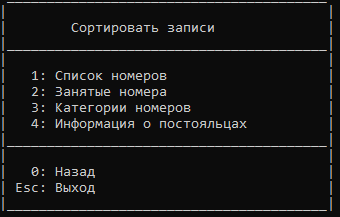 Сортировать записи
1: Список номеров
2: Занятые номера
3: Категории номеров
4: Информация о постояльцах
0: Назад
Esc: Выход